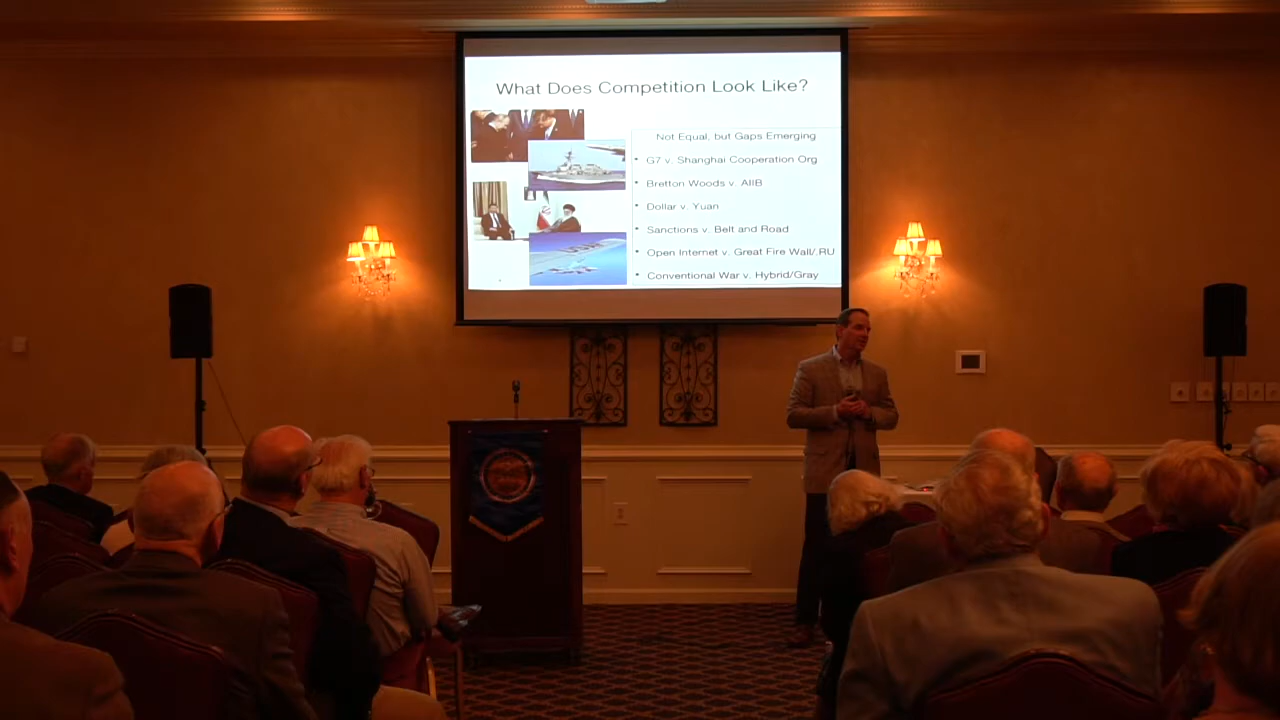 What Does Competition Look Like?
Not Equal, but Gaps Emerging
• G7 v. Shanghai Cooperation Org
• Bretton Woods v. AIIB
• Dollar v. Yuan
• Sanctions v. Belt and Road
• Open Internet v. Great Fire Wall/.RU
• Conventional War v. Hybrid/Gray